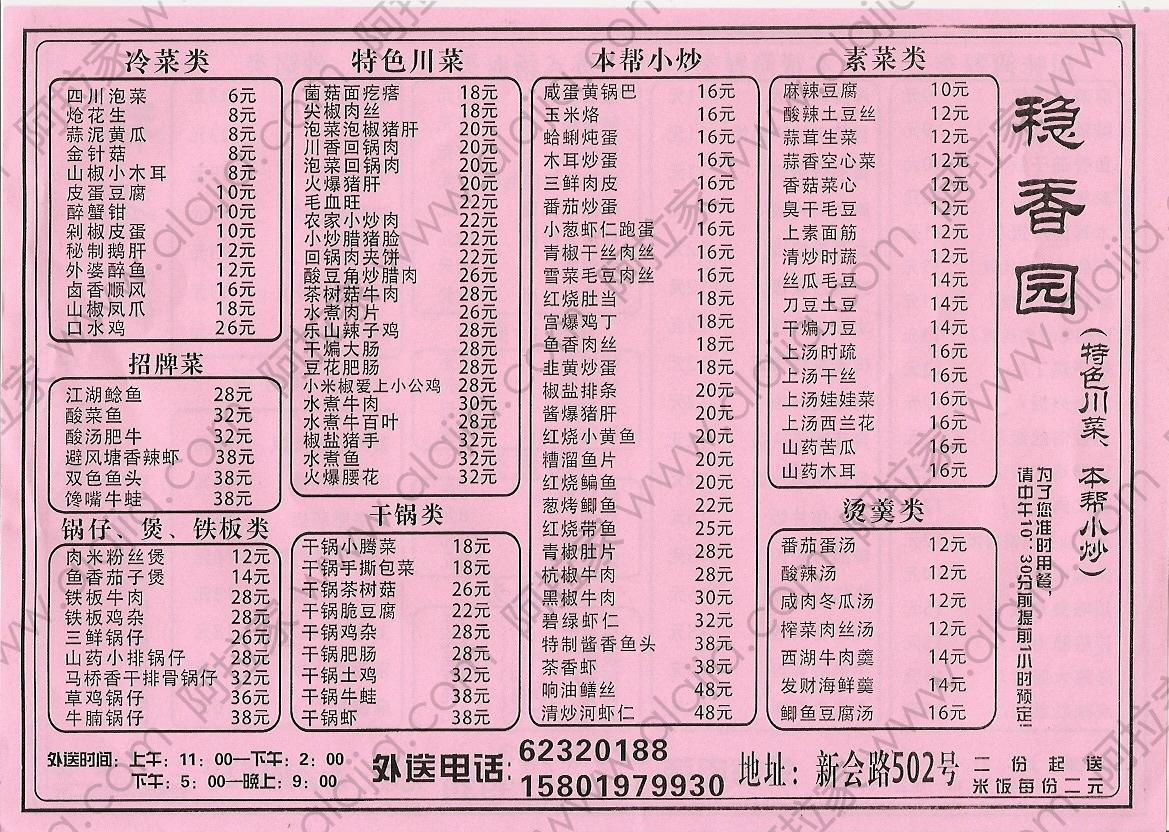 冷菜类
四川泡菜 6元
炝花生 8元
蒜泥黄瓜 8元
金针菇 8元
山椒小木耳 8元
皮蛋豆腐 10元
醉蟹钳 10元
剁椒皮蛋 10元
秘制鹅肝 12元
外婆醉鱼 12元
卤香顺风 16元
山椒凤爪 18元
口水鸡 26元
招牌菜
江湖鲶鱼 28元
酸菜鱼 32元
酸汤肥牛 32元
避风塘香辣虾 38元
双色鱼头 38元
馋嘴牛蛙 38元
锅仔、煲、铁板类
肉米粉丝煲 12元
鱼香茄子煲 14元
铁板牛肉 28元
铁板鸡杂 28元
三鲜锅仔 26元
山药小排锅仔 28元
马桥香干排骨锅仔 32元
草鸡锅仔 36元
牛腩锅仔 38元
特色川菜
菌菇面疙瘩 18元
尖椒肉丝 18元
泡菜泡椒猪肝 20元
川香回锅肉 20元
泡菜回锅肉 20元
火爆猪肝 20元
毛血旺 22元
农家小炒肉 22元
小炒腊猪脸 22元
回锅肉夹饼 22元
酸豆角炒腊肉 26元
茶树菇牛肉 28元
水煮肉片 26元
乐山辣子鸡 28元
干煸大肠 28元
豆花肥肠 28元
小米椒爱上小公鸡 28元
水煮牛肉 30元
水煮牛百叶 28元
椒盐猪手 32元
水煮鱼 32元
火爆腰花 32元
干锅类
干锅小腾菜 18元
干锅手撕包菜 18元
干锅茶树菇 26元
干锅脆豆腐 22元
干锅鸡杂 28元
干锅肥肠 28元
干锅土鸡 32元
干锅牛蛙 38元
干锅虾 38元
本帮小炒
咸蛋黄锅巴 16元
玉米烙 16元
蛤蜊炖蛋 16元
木耳炒蛋 16元
三鲜肉皮 16元
番茄炒蛋 16元
小葱虾仁跑蛋 16元
青椒干丝肉丝 16元
雪菜毛豆肉丝 16元
红烧肚当 18元
宫爆鸡丁 18元
鱼香肉丝 18元
韭黄炒蛋 18元
椒盐排条 20元
酱爆猪肝 20元
红烧小黄鱼 20元
糟溜鱼片 20元
红烧鳊鱼 20元
葱烤鲫鱼 22元
红烧带鱼 25元
青椒肚片 28元
杭椒牛肉 28元
黑椒牛肉 30元
碧绿虾仁 32元
特制酱香鱼头 38元
茶香虾 38元
响油鳝丝 48元
清炒河虾仁 48元
素菜类
麻辣豆腐 10元
酸辣土豆丝 12元
蒜茸生菜 12元
蒜香空心菜 12元
香菇菜心 12元
臭干毛豆 12元
上素面筋 12元
清炒时蔬 12元
丝瓜毛豆 14元
刀豆土豆 14元
干煸刀豆 14元
上汤时疏 16元
上汤干丝 16元
上汤娃娃菜 16元
上汤西兰花 16元
山药苦瓜 16元
山药木耳 16元
烫羹类
番茄蛋汤 12元
酸辣汤 12元
咸肉冬瓜汤 12元
榨菜肉丝汤 12元
西湖牛肉羹 14元
发财海鲜羹 14元
鲫鱼豆腐汤 16元
稳香园
(特色川菜、本帮小炒)
为了您准时用餐,
请中午10:30分前提前1小时预定!
外送时间: 上午: 11:00—下午: 2:00
下午: 5:00—晚上: 9:00
外送电话: 62320188
15801979930
地址: 新会路502号
二份起送
米饭每份二元
阿拉家 www.alajia.com